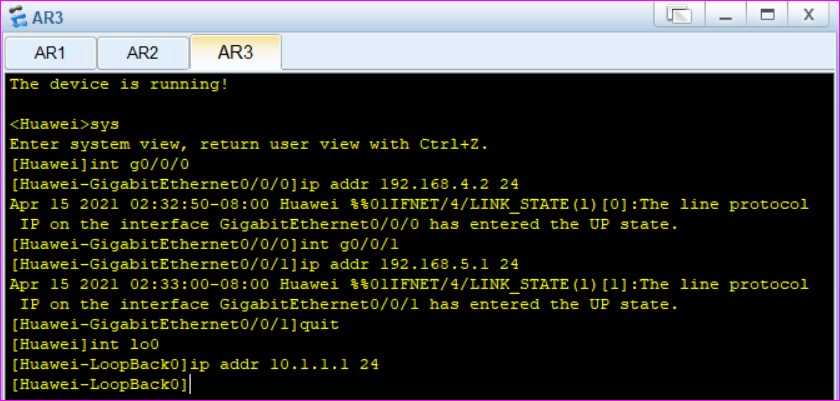 AR3
X
AR1
AR2
AR3
The device is running!
<Huawei>sys
Enter system view, return user view with Ctrl+Z.
[Huawei]int g0/0/0
[Huawei-GigabitEthernet0/0/0]ip addr 192.168.4.2 24
Apr 15 2021 02:32:50-08:00 Huawei %%01IFNET/4/LINK_STATE(l)[0]:The line protocol
 IP on the interface GigabitEthernet0/0/0 has entered the UP state.
[Huawei-GigabitEthernet0/0/0]int g0/0/1
[Huawei-GigabitEthernet0/0/1]ip addr 192.168.5.1 24
Apr 15 2021 02:33:00-08:00 Huawei %%01IFNET/4/LINK_STATE(l)[1]:The line protocol
 IP on the interface GigabitEthernet0/0/1 has entered the UP state.
[Huawei-GigabitEthernet0/0/1]quit
[Huawei]int lo0
[Huawei-LoopBack0]ip addr 10.1.1.1 24
[Huawei-LoopBack0]